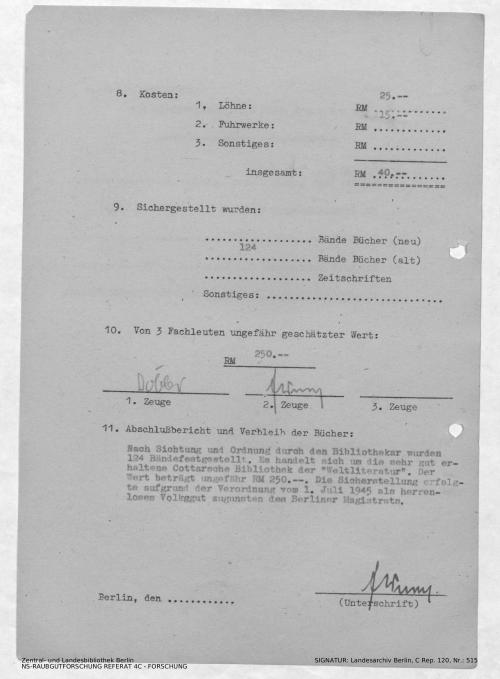 8. Kosten:
25.--
1, Löhne: RM .............
15.--
2. Fuhrwerke: RM .............
3. Sonstiges: RM .............
insgesamt: RM .40,--......
================
9. Sichergestellt wurden:
................... Bände Bücher (neu)
124
................... Bände Bücher (alt)
................... Zeitschriften
Sonstiges: ...............................
10. Von 3 Fachleuten ungefähr geschätzter Wert:
RM 250.--
1. Zeuge 2. Zeuge 3. Zeuge
11. Abschlußbericht und Verbleib der Bücher:
Nach Sichtung und Ordnung durch den Bibliothekar wurden
124 Bändefestgestellt. Es handelt sich um die sehr gut er-
haltene Cottarsche Bibliothek der "Weltliteratur". Der
Wert beträgt ungefähr RM 250.--. Die Sicherstellung erfolg-
te aufgrund der Verordnung vom 1. Juli 1945 als herren-
loses Volksgut zugunsten des Berliner Magistrats.
Berlin, den ............
(Unterschrift)
Zentral- und Landesbibliothek Berlin
NS-RAUBGUTFORSCHUNG REFERAT 4C - FORSCHUNG
SIGNATUR: Landesarchiv Berlin, C Rep. 120, Nr.: 515